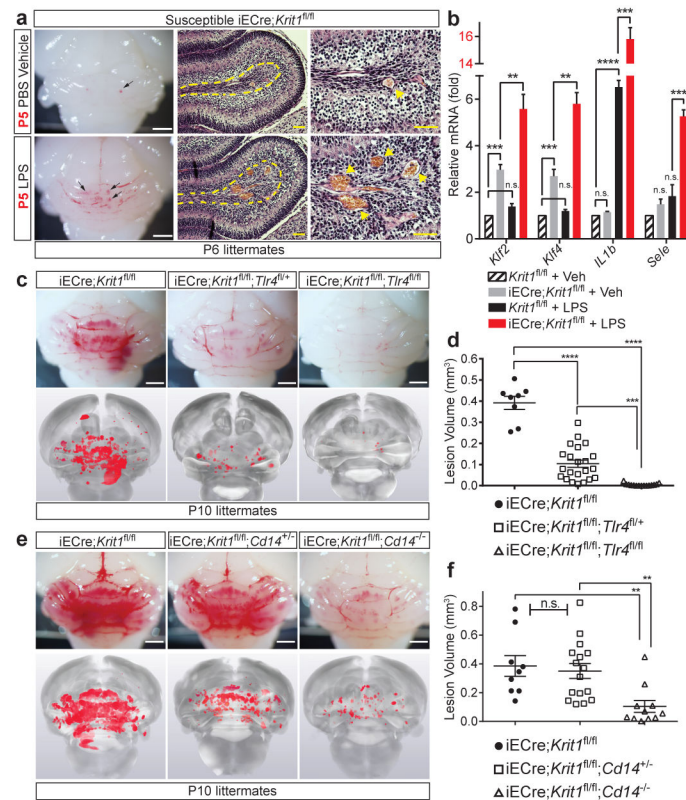 a
Susceptible iECre;Krit1fl/fl
P5 PBS Vehicle
P5 LPS
P6 littermates
b
Relative mRNA (fold)
16
14
10
6
2
0
***
**
n.s.
***
**
n.s.
n.s.
****
***
n.s.
***
Klf2
Klf4
IL1b
Sele
Krit1fl/fl + Veh
iECre;Krit1fl/fl + Veh
Krit1fl/fl + LPS
iECre;Krit1fl/fl + LPS
c
iECre;Krit1fl/fl
iECre;Krit1fl/fl;Tlr4fl/+
iECre;Krit1fl/fl;Tlr4fl/fl
P10 littermates
d
Lesion Volume (mm3)
0.6
0.5
0.4
0.3
0.2
0.1
0.0
****
****
***
iECre;Krit1fl/fl
iECre;Krit1fl/fl;Tlr4fl/+
iECre;Krit1fl/fl;Tlr4fl/fl
e
iECre;Krit1fl/fl
iECre;Krit1fl/fl;Cd14+/-
iECre;Krit1fl/fl;Cd14-/-
P10 littermates
f
Lesion Volume (mm3)
1.0
0.8
0.6
0.4
0.2
0.0
n.s.
**
**
iECre;Krit1fl/fl
iECre;Krit1fl/fl;Cd14+/-
iECre;Krit1fl/fl;Cd14-/-